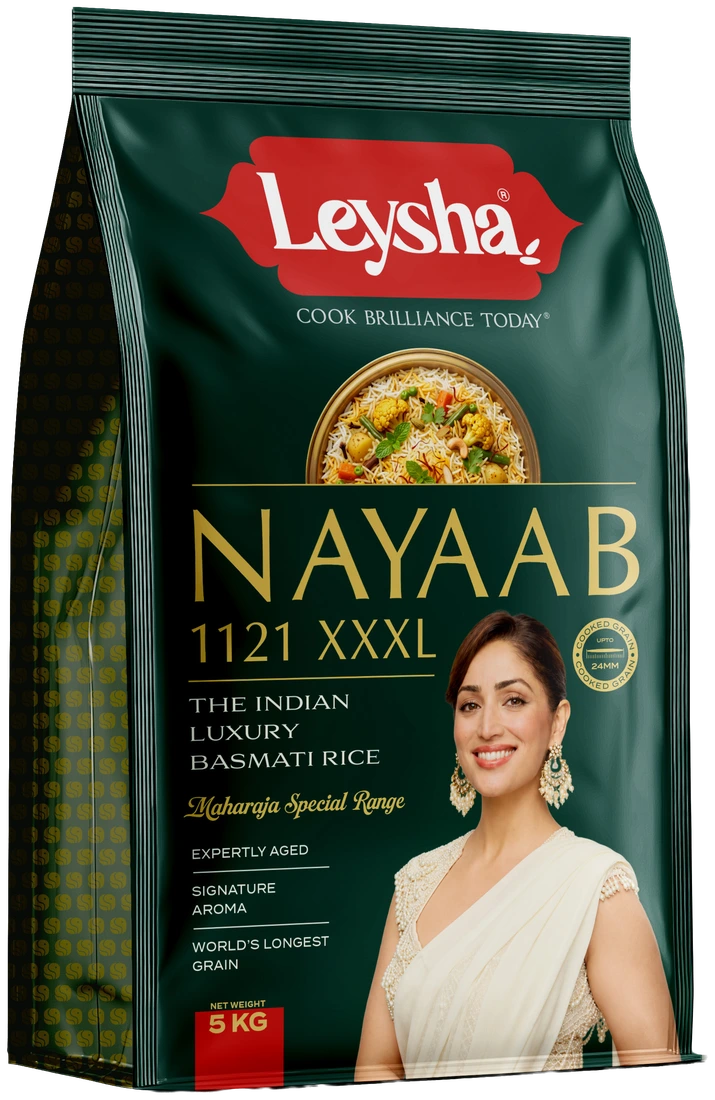 Leysha®
COOK BRILLIANCE TODAY®
NAYAAB
1121 XXXL
COOKED GRAIN
UPTO
24MM
COOKED GRAIN
THE INDIAN
LUXURY
BASMATI RICE
Maharaja Special Range
EXPERTLY AGED
SIGNATURE
AROMA
WORLD'S LONGEST
GRAIN
NET WEIGHT
5 KG